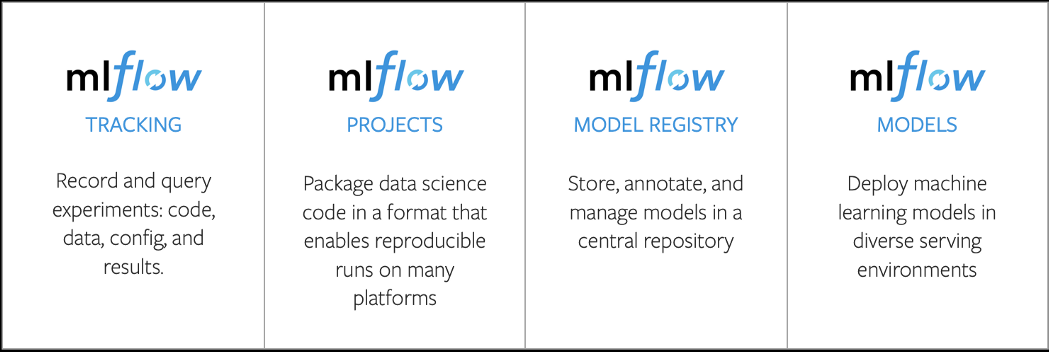 mlflow
TRACKING
Record and query
experiments: code,
data, config, and
results.
mlflow
PROJECTS
Package data science
code in a format that
enables reproducible
runs on many
platforms
mlflow
MODEL REGISTRY
Store, annotate, and
manage models in a
central repository
mlflow
MODELS
Deploy machine
learning models in
diverse serving
environments